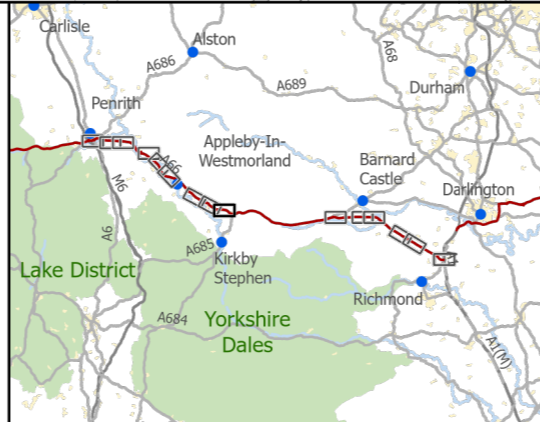 Carlisle
Alston
A686
A68
A689
Durham
Penrith
Appleby-In-
Westmorland
A66
Barnard
Castle
Darlington
M6
A6
A685
Kirkby
Stephen
Lake District
Richmond
A684
Yorkshire
Dales
A1(M)